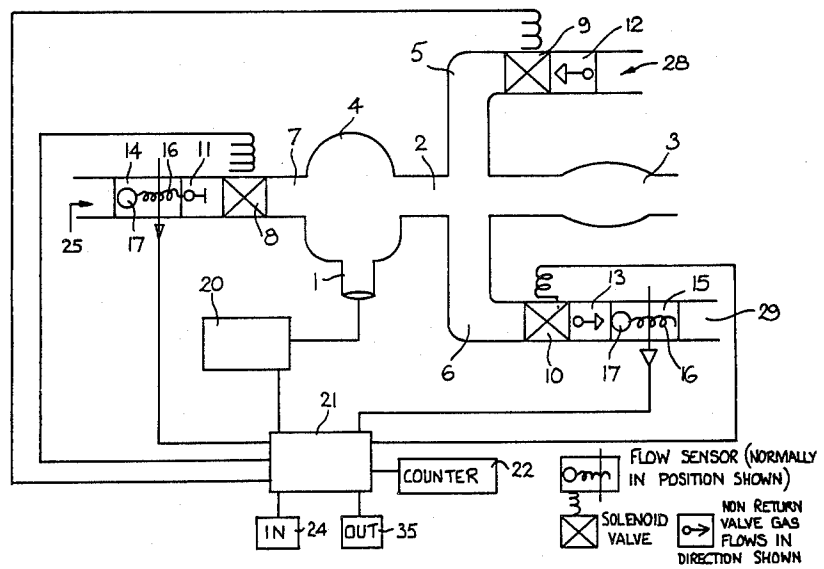 9
12
5
28
4
7
2
3
14
16
11
25
17
8
1
13
15
20
29
6
10
17
16
21
COUNTER
22
IN
24
OUT
35
FLOW SENSOR (NORMALLY
IN POSITION SHOWN)
SOLENOID
VALVE
NON RETURN
VALVE GAS
FLOWS IN
DIRECTION SHOWN